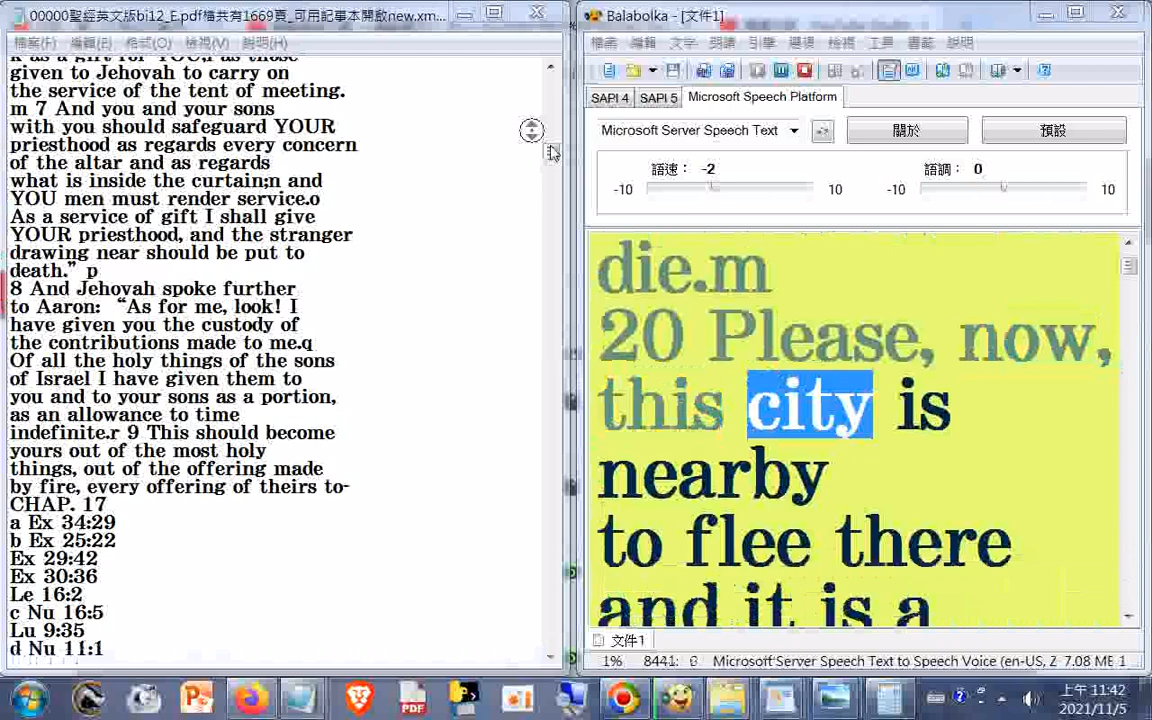 00000聖經英文版bi12_E.pdf檔共有1669頁_可用記事本開啟new.xm...
檔案(F) 編輯(E) 格式(O) 檢視(V) 說明(H)
k as a gift for YOU,l as those
given to Jehovah to carry on
the service of the tent of meeting.
m 7 And you and your sons
with you should safeguard YOUR
priesthood as regards every concern
of the altar and as regards
what is inside the curtain;n and
YOU men must render service.o
As a service of gift I shall give
YOUR priesthood, and the stranger
drawing near should be put to
death.” p
8 And Jehovah spoke further
to Aaron: “As for me, look! I
have given you the custody of
the contributions made to me.q
Of all the holy things of the sons
of Israel I have given them to
you and to your sons as a portion,
as an allowance to time
indefinite.r 9 This should become
yours out of the most holy
things, out of the offering made
by fire, every offering of theirs to-
CHAP. 17
a Ex 34:29
b Ex 25:22
Ex 29:42
Ex 30:36
Le 16:2
c Nu 16:5
Lu 9:35
d Nu 11:1
Balabolka - [文件1]
檔案 編輯 文字 朗讀 引擎 選項 檢視 工具 書籤 說明
SAPI 4 SAPI 5 Microsoft Speech Platform
Microsoft Server Speech Text 關於 預設
語速： -2 語調： 0
-10 10 -10 10
die.m
20 Please, now,
this city is
nearby
to flee there
and it is a
文件1
1% 8441: Microsoft Server Speech Text to Speech Voice (en-US, Z 7.08 ME 1
PDF
上午 11:42
2021/11/5